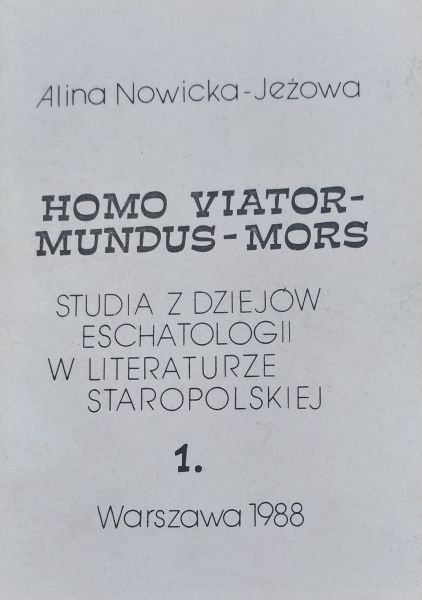 Alina Nowicka-Jeżowa
HOMO VIATOR-
MUNDUS-MORS
STUDIA Z DZIEJÓW
ESCHATOLOGII
W LITERATURZE
STAROPOLSKIEJ
1.
Warszawa 1988